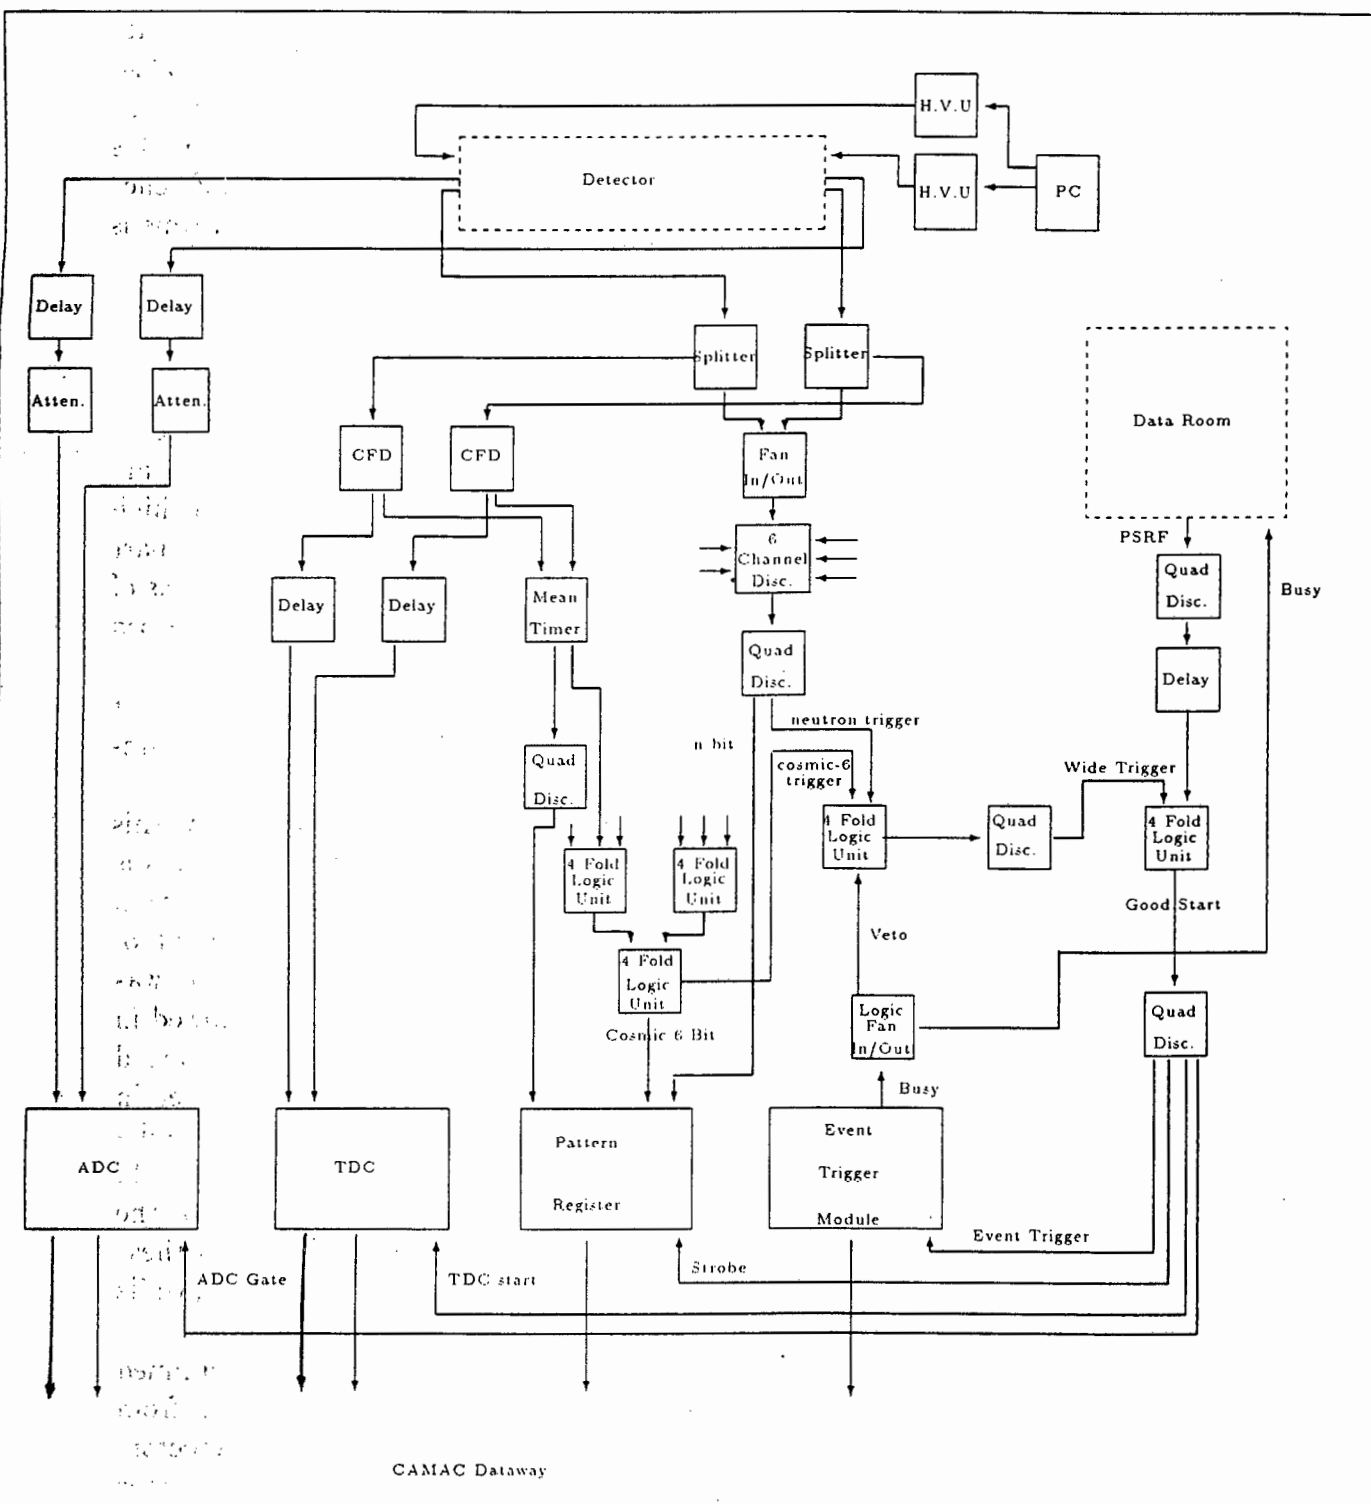 H.V.U
Detector
H.V.U
PC
Delay
Delay
Splitter
Splitter
Atten.
Atten.
Data Room
CFD
CFD
Fan
In/Out
PSRF
6
Channel
Disc.
Quad
Disc.
Busy
Delay
Delay
Mean
Timer
Quad
Disc.
Delay
neutron trigger
n bit
cosmic-6
trigger
Wide Trigger
Quad
Disc.
4 Fold
Logic
Unit
Quad
Disc.
4 Fold
Logic
Unit
4 Fold
Logic
Unit
4 Fold
Logic
Unit
Good Start
Veto
4 Fold
Logic
Unit
Logic
Fan
In/Out
Quad
Disc.
Cosmic 6 Bit
Busy
ADC
TDC
Pattern
Register
Event
Trigger
Module
Event Trigger
ADC Gate
TDC start
Strobe
CAMAC Dataway